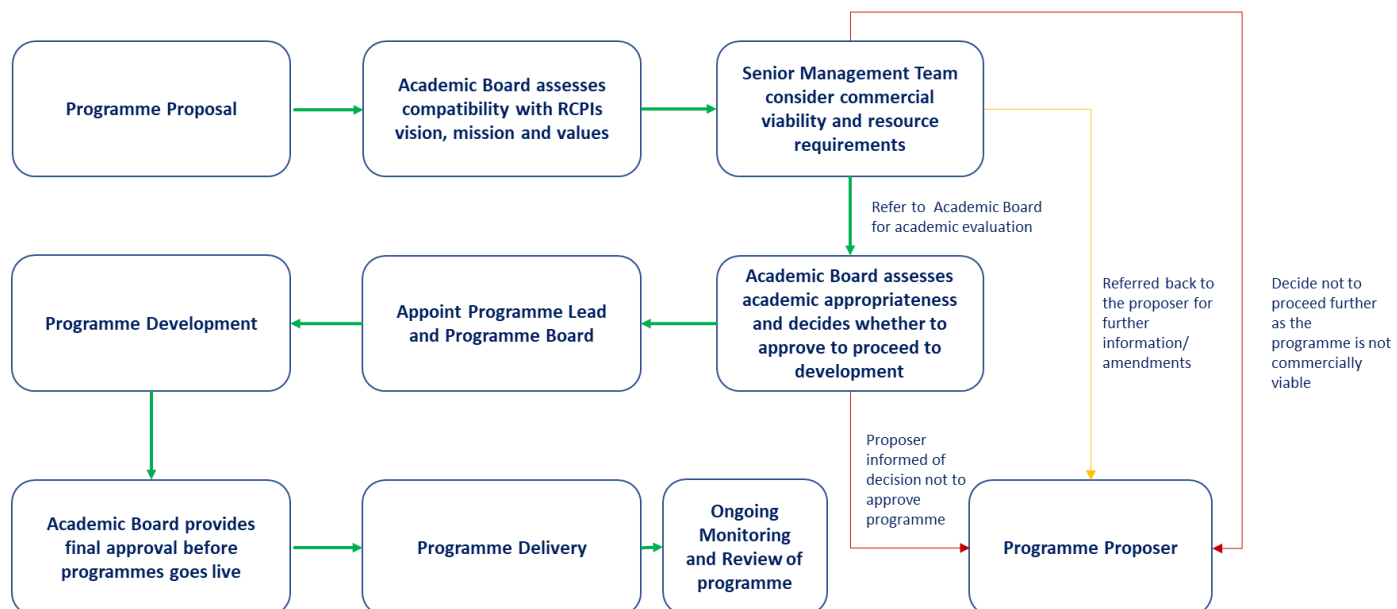 Programme Proposal
Academic Board assesses
compatibility with RCPIs
vision, mission and values
Senior Management Team
consider commercial
viability and resource
requirements
Refer to Academic Board
for academic evaluation
Programme Development
Appoint Programme Lead
and Programme Board
Academic Board assesses
academic appropriateness
and decides whether to
approve to proceed to
development
Referred back to
the proposer for
further
information/
amendments
Decide not to
proceed further
as the
programme is not
commercially
viable
Proposer
informed of
decision not to
approve
programme
Academic Board provides
final approval before
programmes goes live
Programme Delivery
Ongoing
Monitoring
and Review of
programme
Programme Proposer